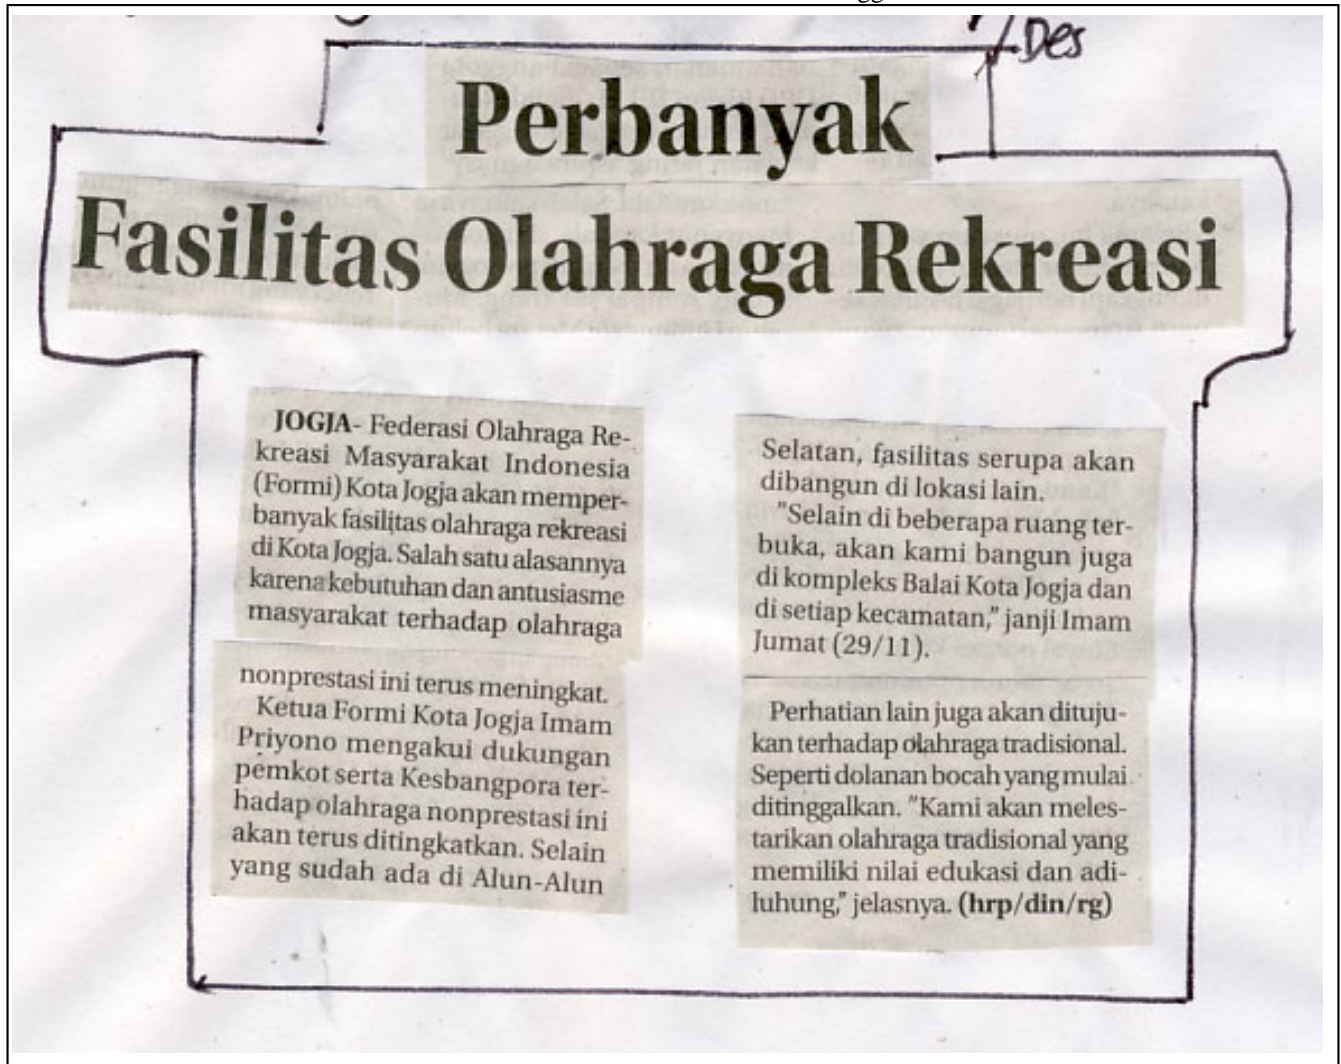 Des
Perbanyak
Fasilitas Olahraga Rekreasi
JOGJA- Federasi Olahraga Re-
kreasi Masyarakat Indonesia
(Formi) Kota Jogja akan memper-
banyak fasilitas olahraga rekreasi
di Kota Jogja. Salah satu alasannya
karena kebutuhan dan antusiasme
masyarakat terhadap olahraga
nonprestasi ini terus meningkat.
Ketua Formi Kota Jogja Imam
Priyono mengakui dukungan
pemkot serta Kesbangpora ter-
hadap olahraga nonprestasi ini
akan terus ditingkatkan. Selain
yang sudah ada di Alun-Alun
Selatan, fasilitas serupa akan
dibangun di lokasi lain.
"Selain di beberapa ruang ter-
buka, akan kami bangun juga
di kompleks Balai Kota Jogja dan
di setiap kecamatan," janji Imam
Jumat (29/11).
Perhatian lain juga akan dituju-
kan terhadap olahraga tradisional.
Seperti dolanan bocah yang mulai
ditinggalkan. "Kami akan meles-
tarikan olahraga tradisional yang
memiliki nilai edukasi dan adi-
luhung," jelasnya. (hrp/din/rg)